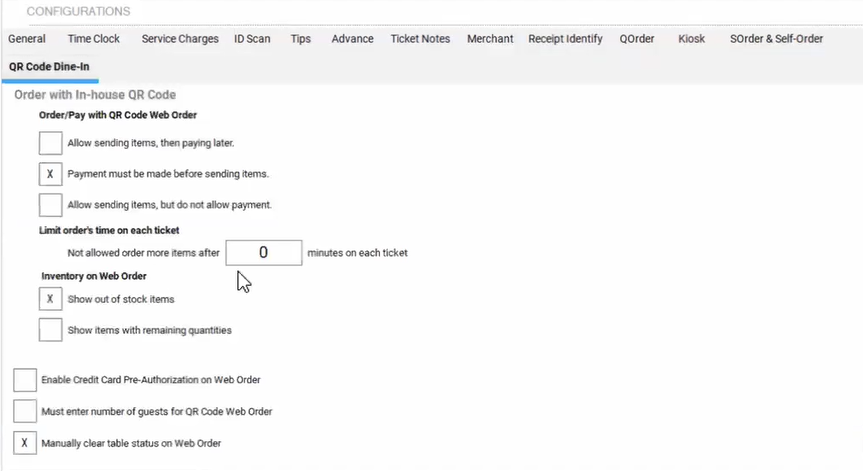 CONFIGURATIONS
General Time Clock Service Charges ID Scan Tips Advance Ticket Notes Merchant Receipt Identify QOrder Kiosk SOrder & Self-Order
QR Code Dine-In
Order with In-house QR Code
Order/Pay with QR Code Web Order
Allow sending items, then paying later.
X Payment must be made before sending items.
Allow sending items, but do not allow payment.
Limit order's time on each ticket
Not allowed order more items after 0 minutes on each ticket
Inventory on Web Order
X Show out of stock items
Show items with remaining quantities
Enable Credit Card Pre-Authorization on Web Order
Must enter number of guests for QR Code Web Order
X Manually clear table status on Web Order